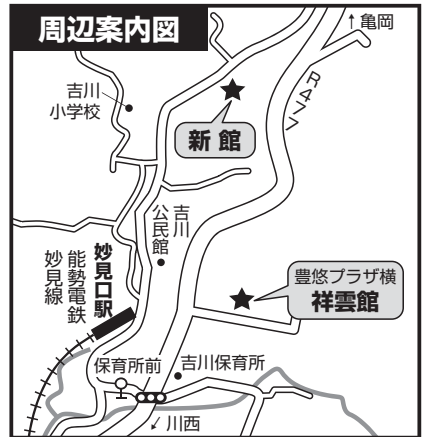 周辺案内図
↑亀岡
R477
吉川
小学校
新館
吉川
公民館
妙見口駅
能勢電鉄
妙見線
豊悠プラザ横
祥雲館
保育所前
吉川保育所
↙川西